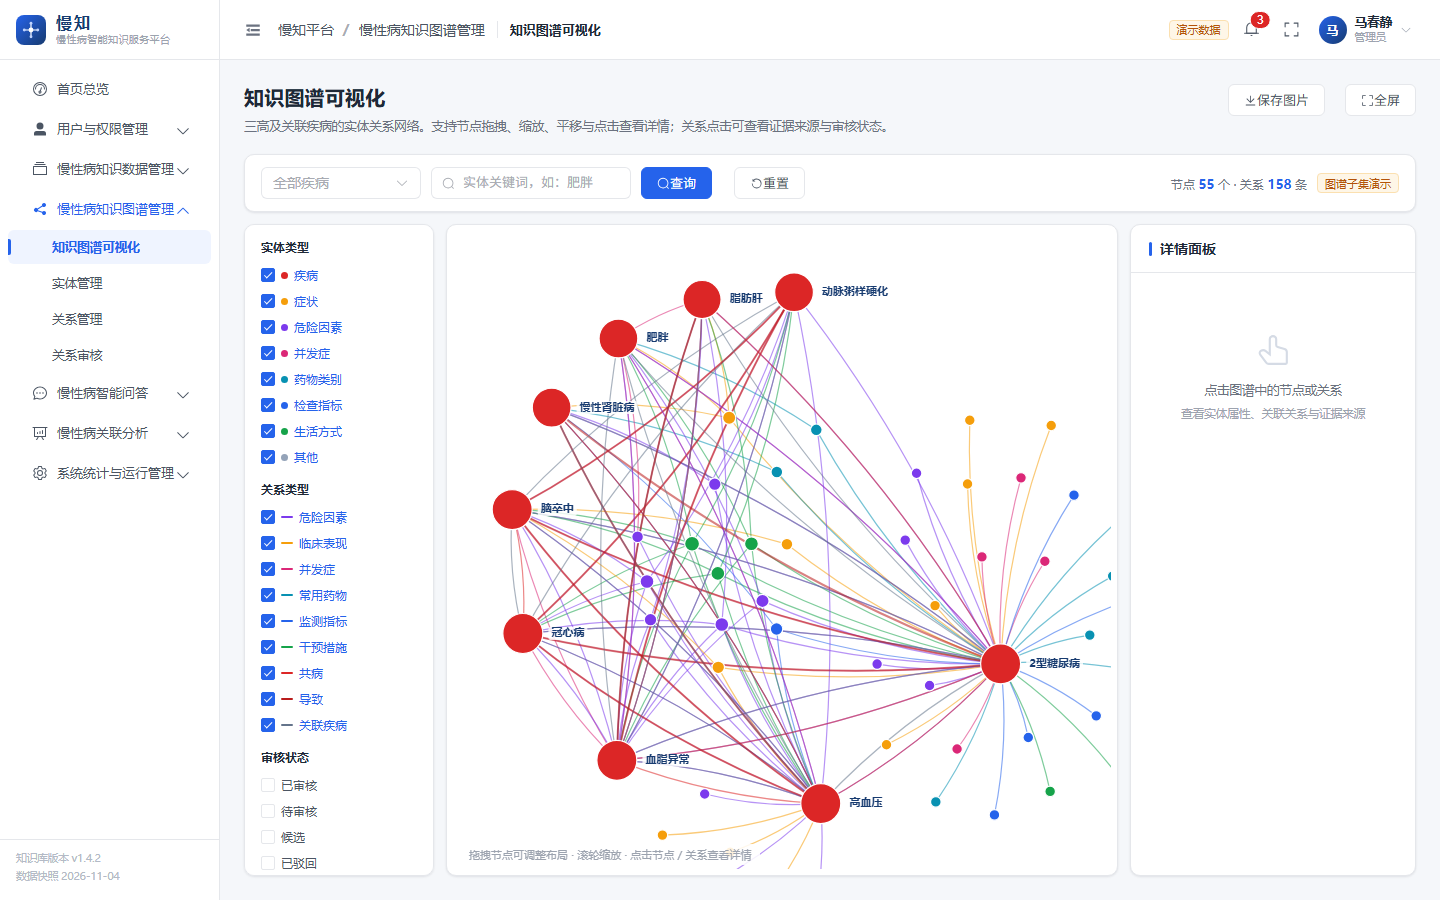 慢知
慢性病智能知识服务平台
首页总览
用户与权限管理
慢性病知识数据管理
慢性病知识图谱管理
知识图谱可视化
实体管理
关系管理
关系审核
慢性病智能问答
慢性病关联分析
系统统计与运行管理
知识库版本 v1.4.2
数据快照 2026-11-04
慢知平台 / 慢性病知识图谱管理 知识图谱可视化
演示数据
3
马
马春静
管理员
知识图谱可视化
三高及关联疾病的实体关系网络。支持节点拖拽、缩放、平移与点击查看详情；关系点击可查看证据来源与审核状态。
保存图片
全屏
全部疾病
实体关键词，如：肥胖
查询
重置
节点 55 个 · 关系 158 条
图谱子集演示
实体类型
疾病
症状
危险因素
并发症
药物类别
检查指标
生活方式
其他
关系类型
危险因素
临床表现
并发症
常用药物
监测指标
干预措施
共病
导致
关联疾病
审核状态
已审核
待审核
候选
已驳回
脂肪肝
动脉粥样硬化
肥胖
慢性肾脏病
脑卒中
冠心病
2型糖尿病
血脂异常
高血压
拖拽节点可调整布局 · 滚轮缩放 · 点击节点 / 关系查看详情
详情面板
点击图谱中的节点或关系
查看实体属性、关联关系与证据来源